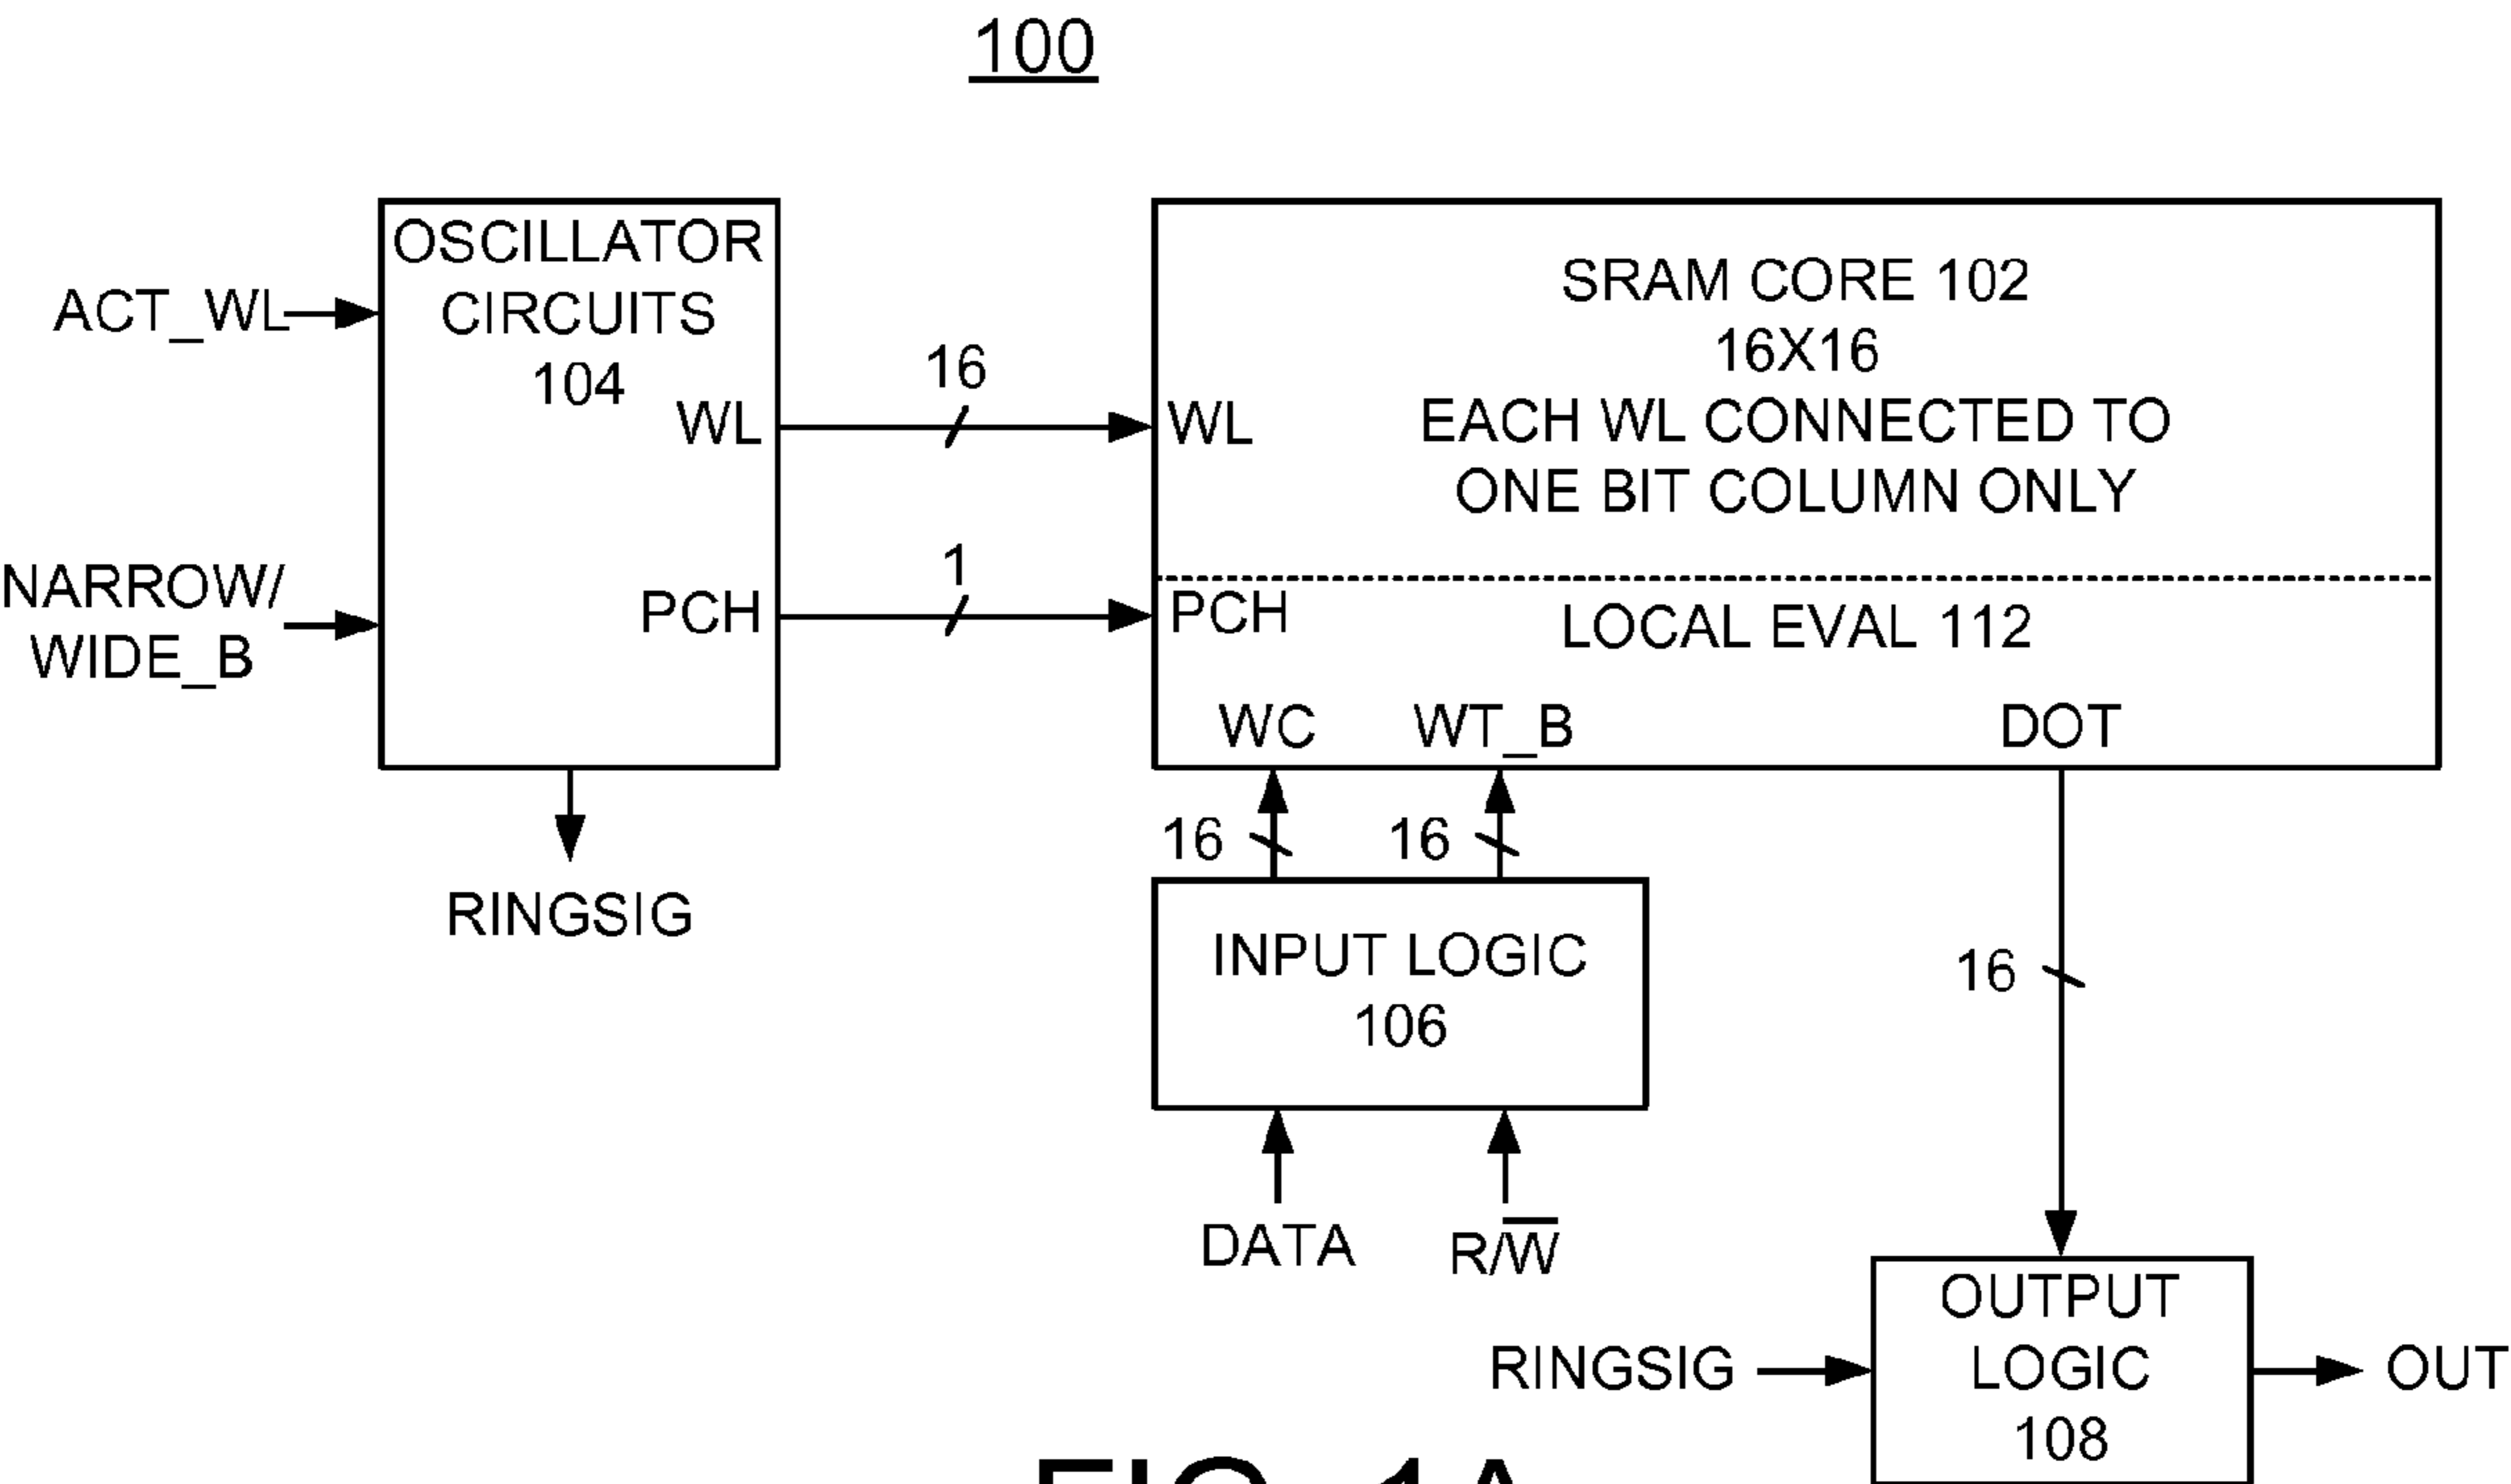 100
OSCILLATOR
CIRCUITS
104
ACT_WL
NARROW/
WIDE_B
WL
PCH
16
1
RINGSIG
SRAM CORE 102
16X16
EACH WL CONNECTED TO
ONE BIT COLUMN ONLY
WL
PCH
LOCAL EVAL 112
WC WT_B DOT
16 16
INPUT LOGIC
106
16
DATA R/W̅
OUTPUT
LOGIC
108
RINGSIG
OUT
FIG. 1A